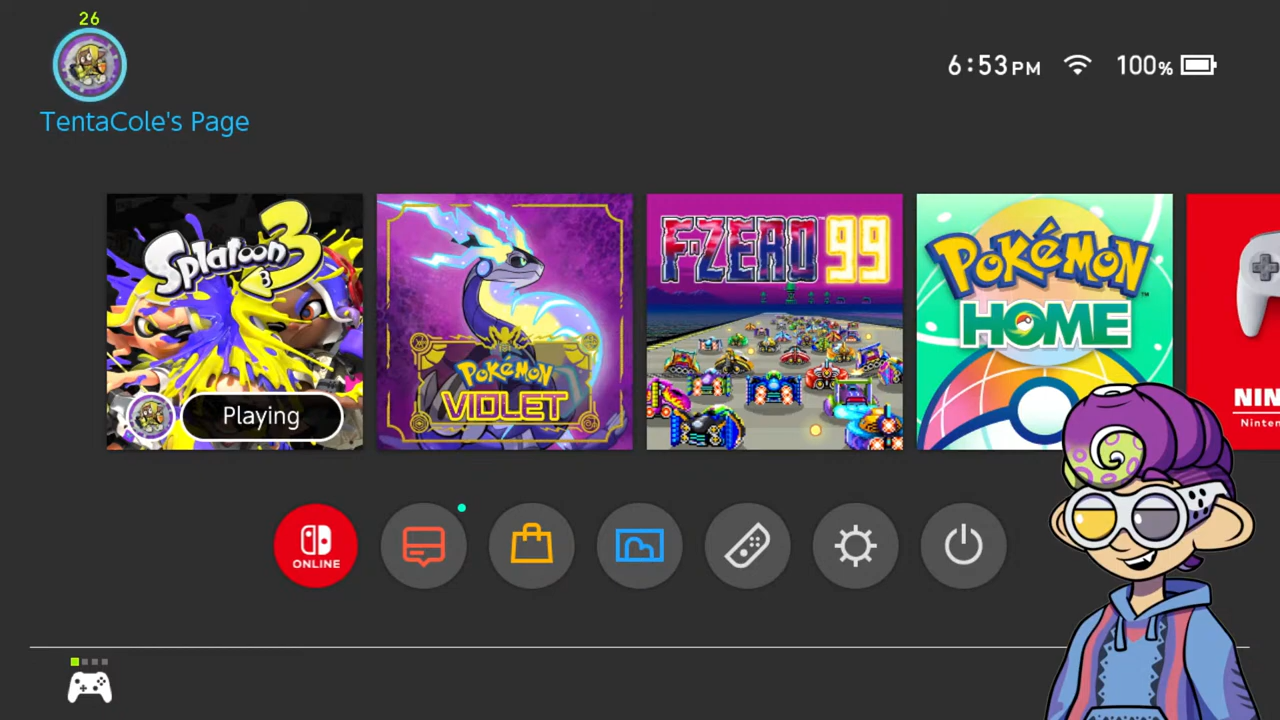 26
6:53PM 100%
TentaCole's Page
Splatoon 3
Playing
POKÉMON
VIOLET
F-ZERO 99
POKÉMON
HOME
NIN
Ninten
ONLINE